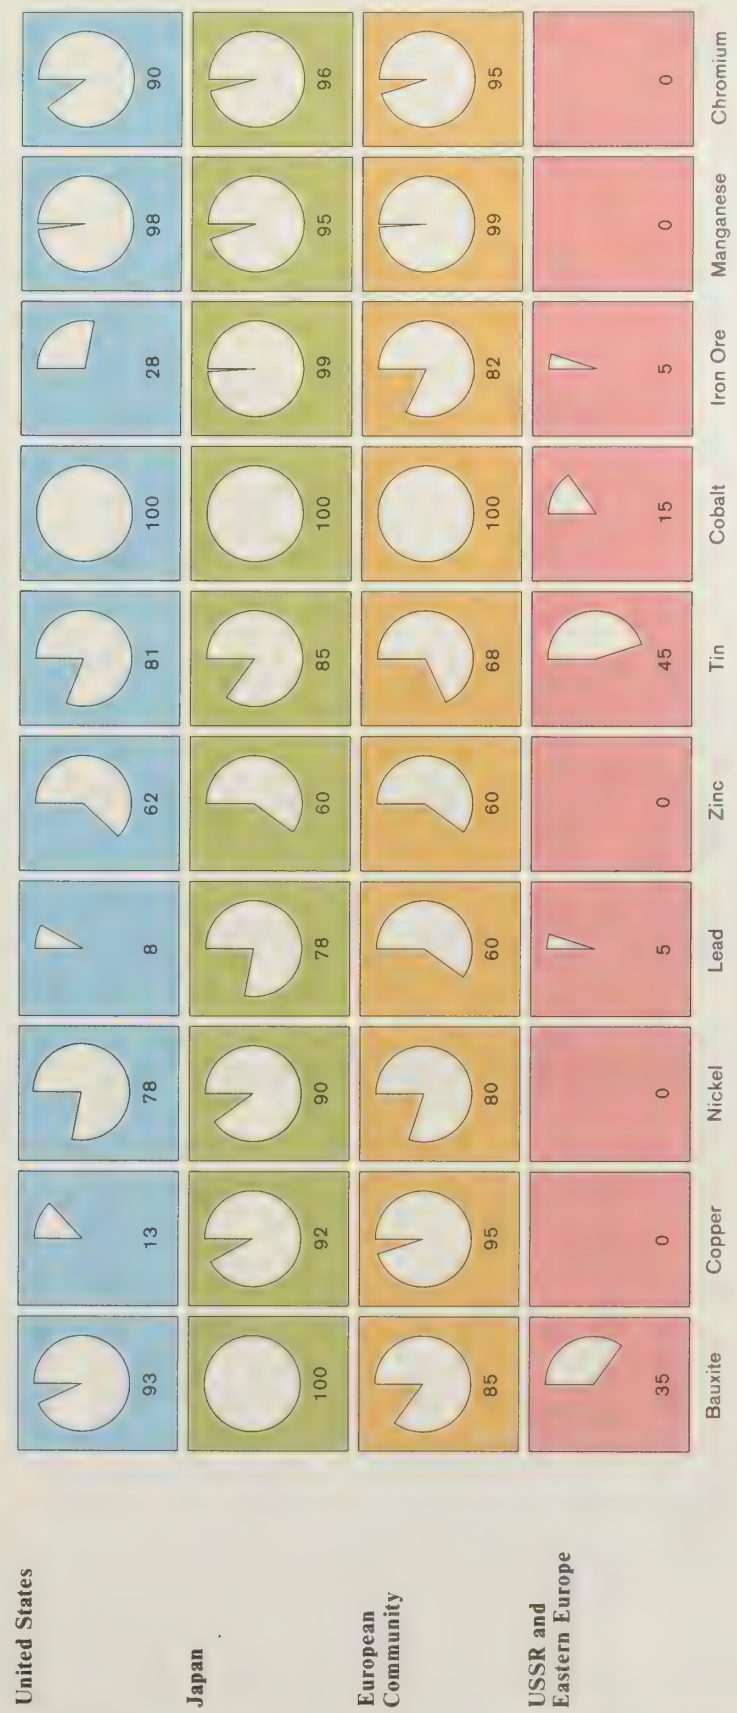 United States
93 13 78 8 62 81 100 28 98 90
Japan
100 92 90 78 60 85 100 99 95 96
European
Community
85 95 80 60 60 68 100 82 99 95
USSR and
Eastern Europe
35 0 0 5 0 45 15 5 0 0
Bauxite Copper Nickel Lead Zinc Tin Cobalt Iron Ore Manganese Chromium